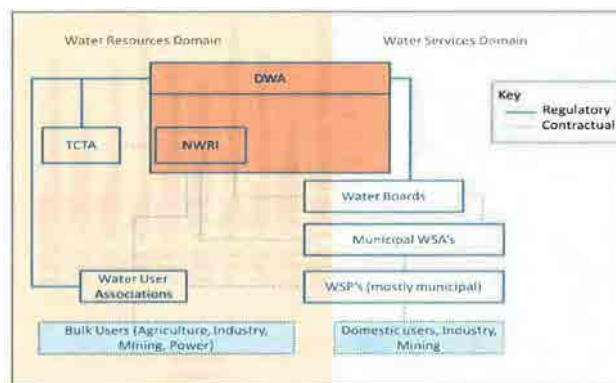 Water Resources Domain
Water Services Domain
DWA
Key
Regulatory
Contractual
TCTA
NWRI
Water Boards
Municipal WSA's
Water User
Associations
WSP's (mostly municipal)
Bulk Users (Agriculture, Industry,
Mining, Power)
Domestic users, Industry,
Mining